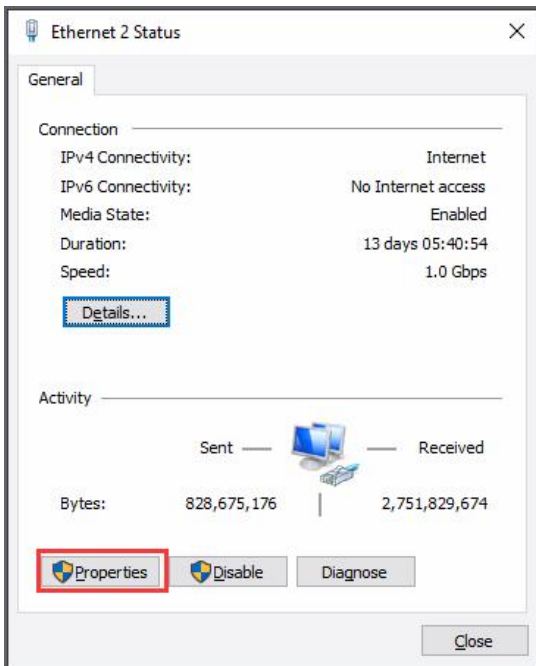 Ethernet 2 Status
General
Connection
IPv4 Connectivity: Internet
IPv6 Connectivity: No Internet access
Media State: Enabled
Duration: 13 days 05:40:54
Speed: 1.0 Gbps
Details...
Activity
Sent Received
Bytes: 828,675,176 2,751,829,674
Properties Disable Diagnose
Close